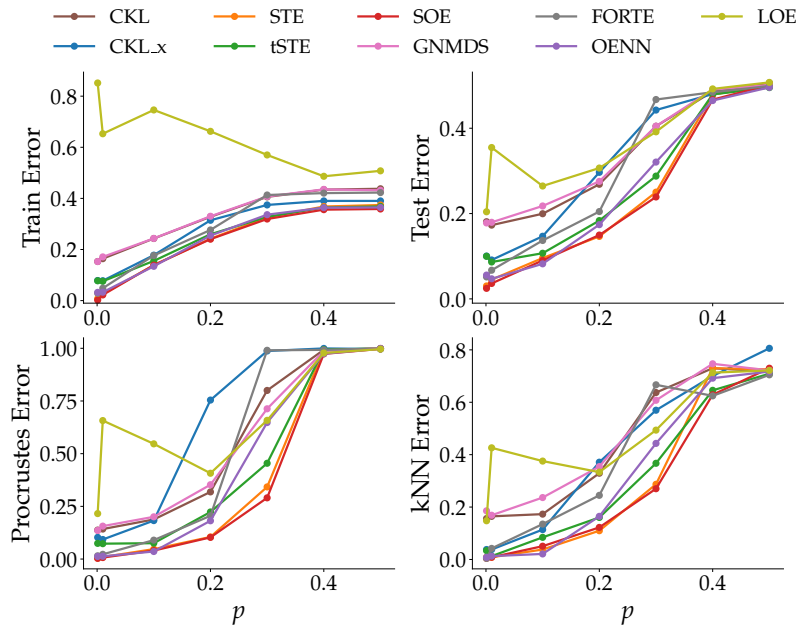 CKL STE SOE FORTE LOE
CKL_x tSTE GNMDS OENN
Train Error
0.8
0.6
0.4
0.2
0.0
0.0 0.2 0.4
Test Error
0.4
0.2
0.0
0.0 0.2 0.4
Procrustes Error
1.00
0.75
0.50
0.25
0.00
0.0 0.2 0.4
p
kNN Error
0.8
0.6
0.4
0.2
0.0
0.0 0.2 0.4
p